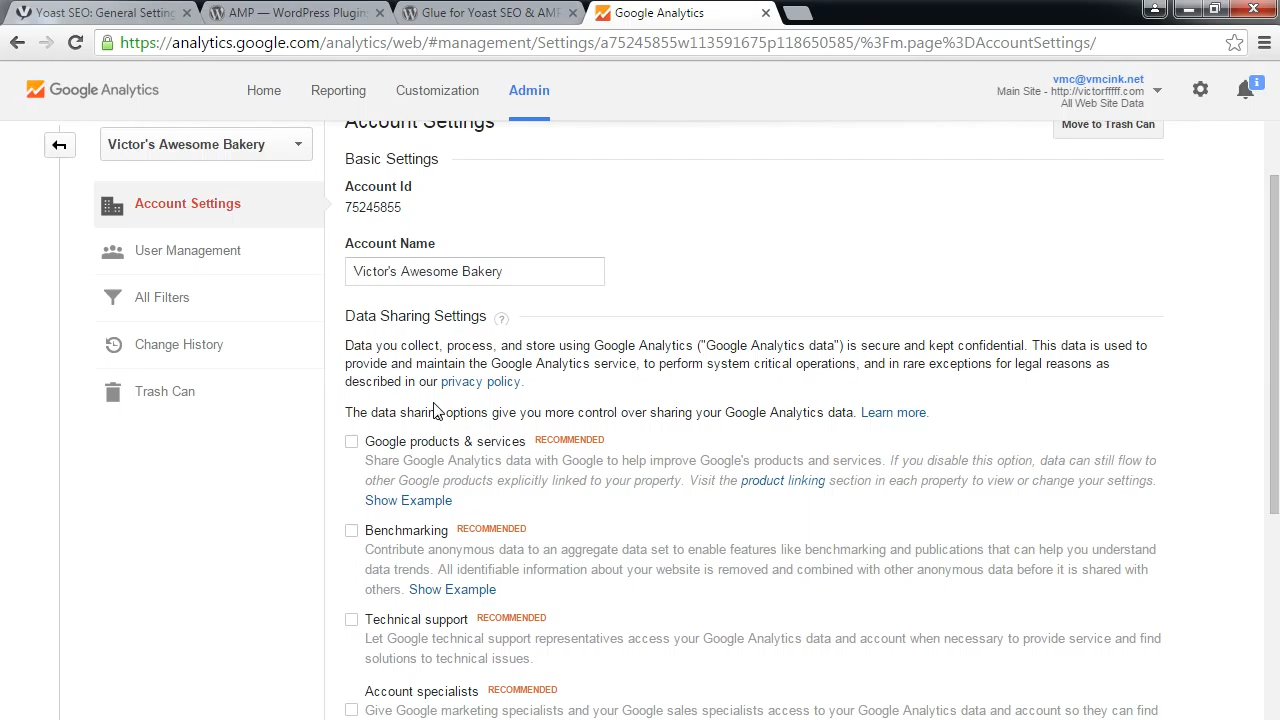 Yoast SEO: General Setting
AMP — WordPress Plugins
Glue for Yoast SEO & AMP
Google Analytics
https://analytics.google.com/analytics/web/#management/Settings/a75245855w113591675p118650585/%3Fm.page%3DAccountSettings/
Google Analytics
Home
Reporting
Customization
Admin
vmc@vmcink.net
Main Site - http://victorfffff.com
All Web Site Data
Account Settings
Move to Trash Can
Victor's Awesome Bakery
Account Settings
User Management
All Filters
Change History
Trash Can
Basic Settings
Account Id
75245855
Account Name
Victor's Awesome Bakery
Data Sharing Settings ?
Data you collect, process, and store using Google Analytics ("Google Analytics data") is secure and kept confidential. This data is used to
provide and maintain the Google Analytics service, to perform system critical operations, and in rare exceptions for legal reasons as
described in our privacy policy.
The data sharing options give you more control over sharing your Google Analytics data. Learn more.
Google products & services RECOMMENDED
Share Google Analytics data with Google to help improve Google's products and services. If you disable this option, data can still flow to
other Google products explicitly linked to your property. Visit the product linking section in each property to view or change your settings.
Show Example
Benchmarking RECOMMENDED
Contribute anonymous data to an aggregate data set to enable features like benchmarking and publications that can help you understand
data trends. All identifiable information about your website is removed and combined with other anonymous data before it is shared with
others. Show Example
Technical support RECOMMENDED
Let Google technical support representatives access your Google Analytics data and account when necessary to provide service and find
solutions to technical issues.
Account specialists RECOMMENDED
Give Google marketing specialists and your Google sales specialists access to your Google Analytics data and account so they can find